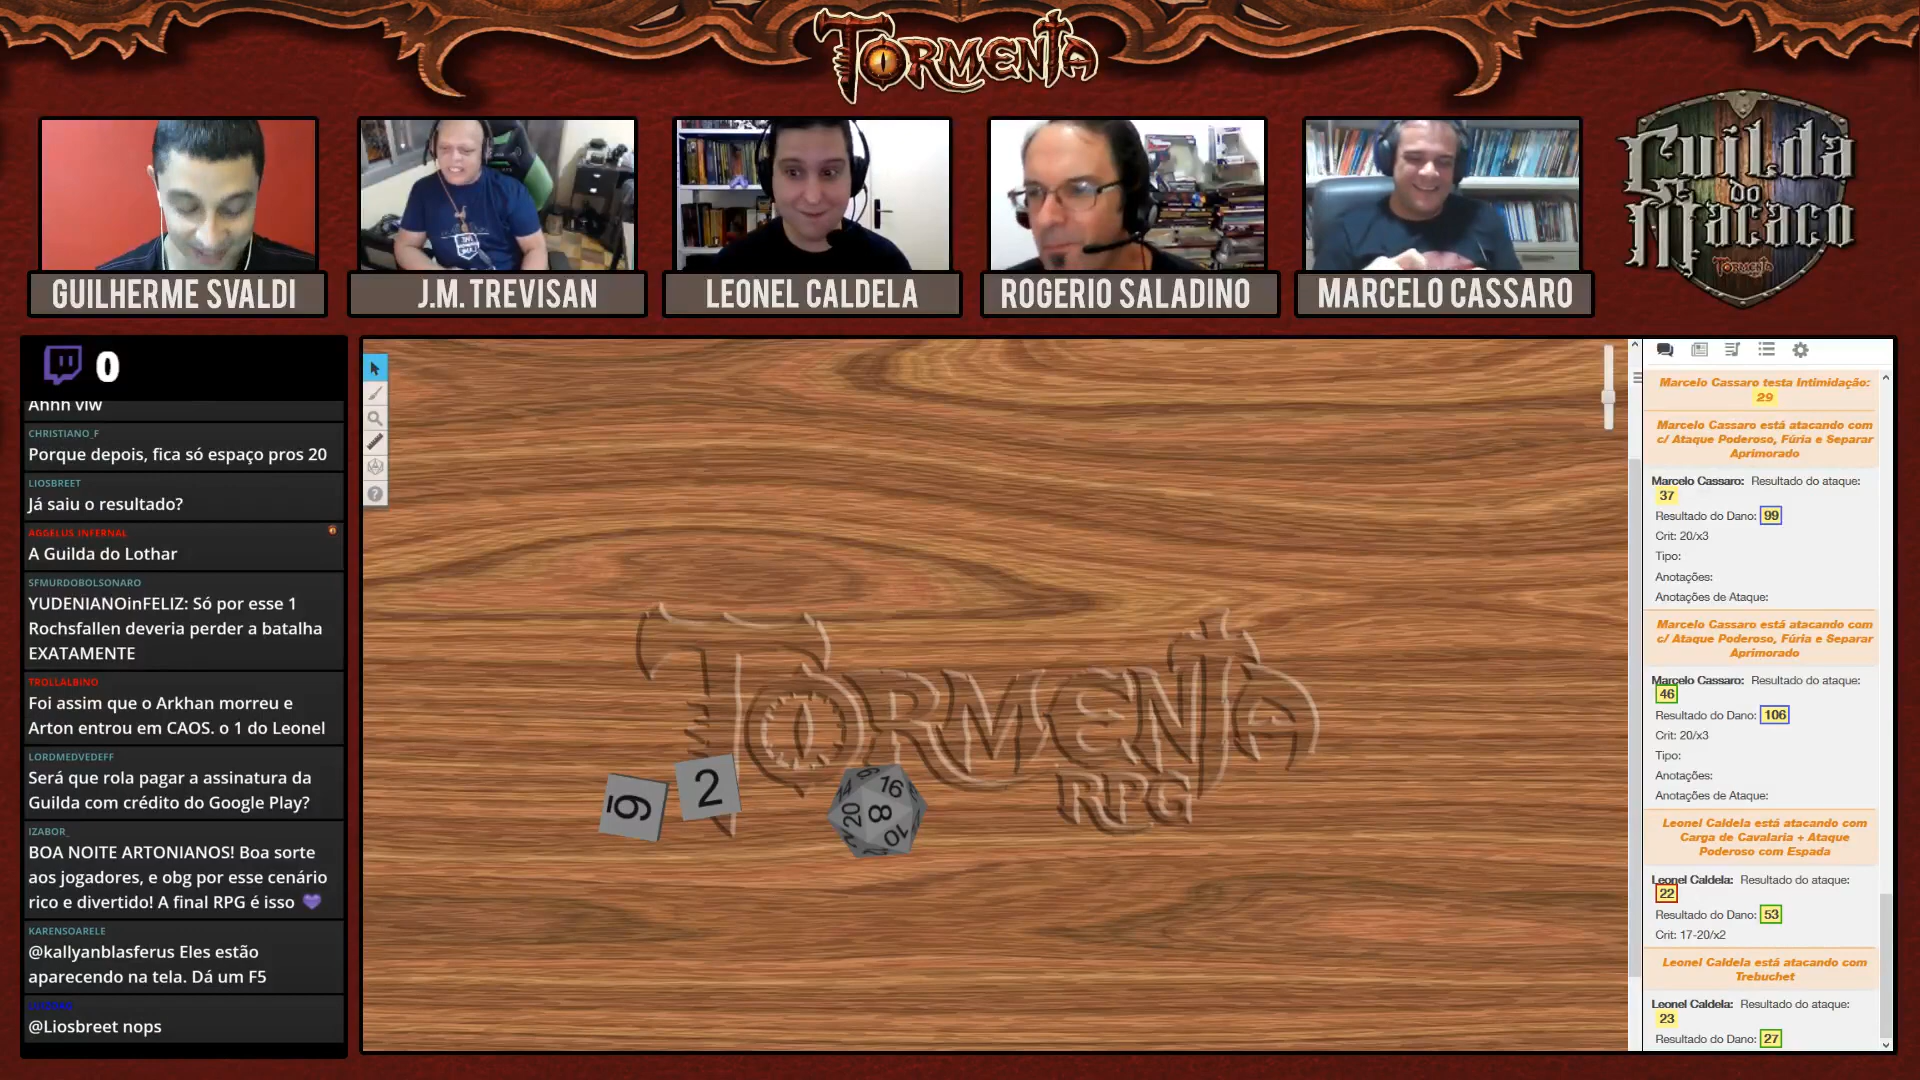 TORMENTA
GUILHERME SVALDI
J.M. TREVISAN
LEONEL CALDELA
ROGERIO SALADINO
MARCELO CASSARO
Guilda
do
Macaco
TORMENTA
0
Ahhh vlw
CHRISTIANO_F
Porque depois, fica só espaço pros 20
LIOSBREET
Já saiu o resultado?
AGGELUS INFERNAL
A Guilda do Lothar
SFMURDOBOLSONARO
YUDENIANOinFELIZ: Só por esse 1
Rochsfallen deveria perder a batalha
EXATAMENTE
TROLLALBINO
Foi assim que o Arkhan morreu e
Arton entrou em CAOS. o 1 do Leonel
LORDMEDVEDEFF
Será que rola pagar a assinatura da
Guilda com crédito do Google Play?
IZABOR_
BOA NOITE ARTONIANOS! Boa sorte
aos jogadores, e obg por esse cenário
rico e divertido! A final RPG é isso
KARENSOARELE
@kallyanblasferus Eles estão
aparecendo na tela. Dá um F5
@Liosbreet nops
TORMENTA
RPG
9
2
16
20
8
10
Marcelo Cassaro testa Intimidação:
29
Marcelo Cassaro está atacando com
c/ Ataque Poderoso, Fúria e Separar
Aprimorado
Marcelo Cassaro: Resultado do ataque:
37
Resultado do Dano: 99
Crit: 20/x3
Tipo:
Anotações:
Anotações de Ataque:
Marcelo Cassaro está atacando com
c/ Ataque Poderoso, Fúria e Separar
Aprimorado
Marcelo Cassaro: Resultado do ataque:
46
Resultado do Dano: 106
Crit: 20/x3
Tipo:
Anotações:
Anotações de Ataque:
Leonel Caldela está atacando com
Carga de Cavalaria + Ataque
Poderoso com Espada
Leonel Caldela: Resultado do ataque:
22
Resultado do Dano: 53
Crit: 17-20/x2
Leonel Caldela está atacando com
Trebuchet
Leonel Caldela: Resultado do ataque:
23
Resultado do Dano: 27